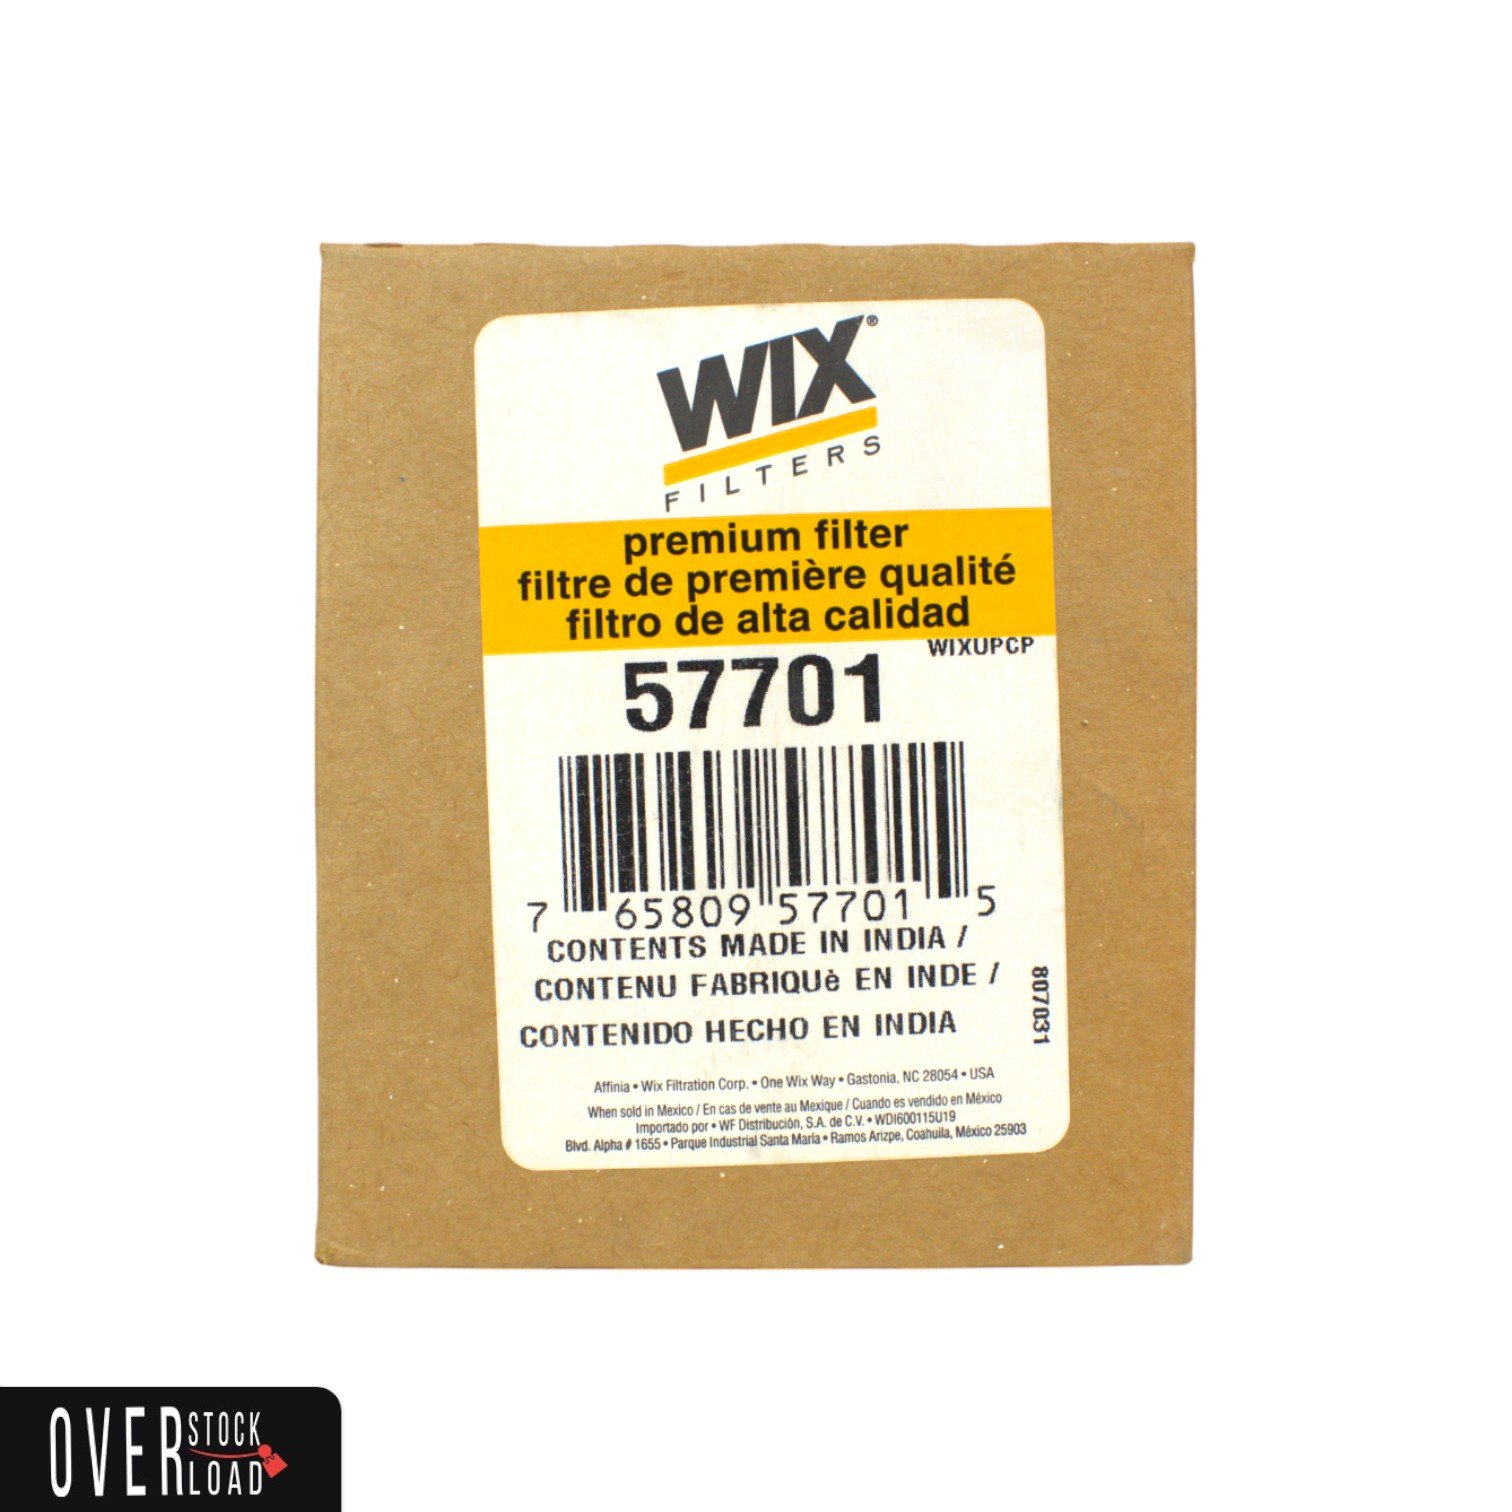 WIX®
FILTERS
premium filter
filtre de première qualité
filtro de alta calidad
WIXUPCP
57701
7 65809 57701 5
CONTENTS MADE IN INDIA /
CONTENU FABRIQUè EN INDE /
CONTENIDO HECHO EN INDIA
807031
Affinia • Wix Filtration Corp. • One Wix Way • Gastonia, NC 28054 • USA
When sold in Mexico / En cas de vente au Mexique / Cuando es vendido en México
Importado por • WF Distribución, S.A. de C.V. • WDI600115U19
Blvd. Alpha # 1655 • Parque Industrial Santa María • Ramos Arizpe, Coahuila, México 25903
OVERSTOCK
LOAD